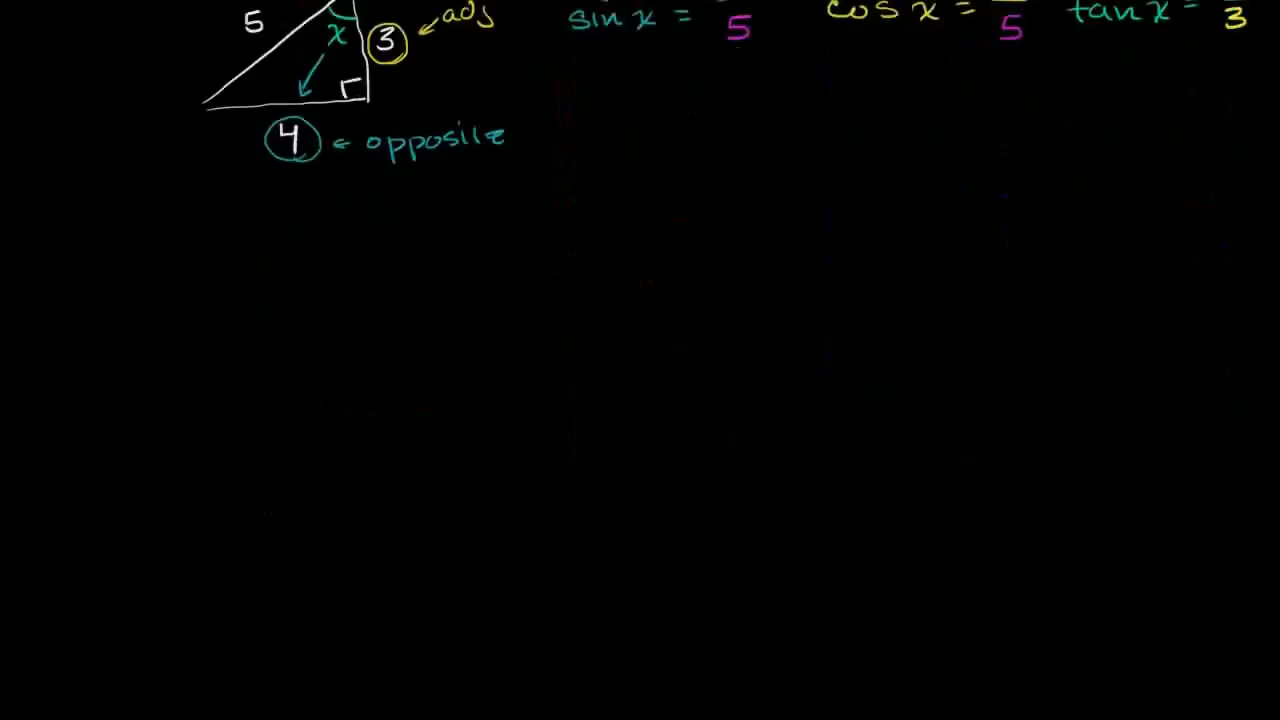 5
x
3
adj
sin x = 5
cos x = 5
tan x = 3
4 ← opposite